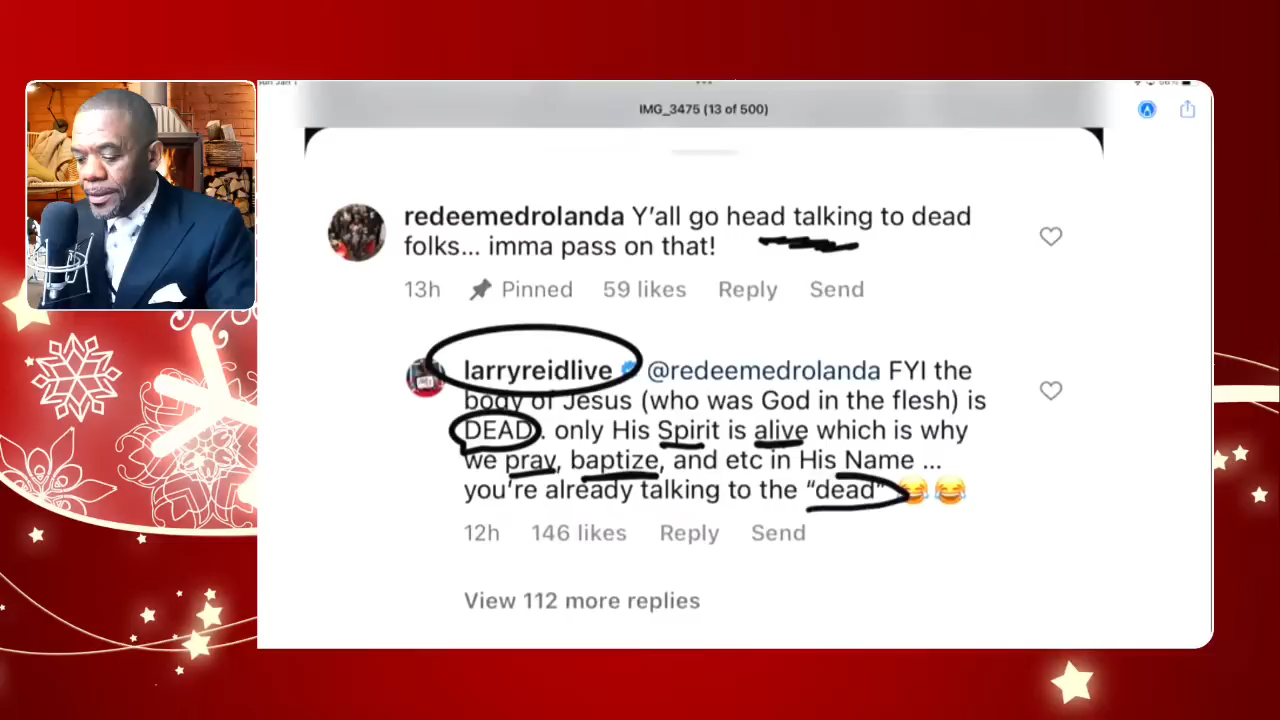 IMG_3475 (13 of 500)
redeemedrolanda Y’all go head talking to dead
folks... imma pass on that!
13h Pinned 59 likes Reply Send
larryreidlive @redeemedrolanda FYI the
body of Jesus (who was God in the flesh) is
DEAD. only His Spirit is alive which is why
we pray, baptize, and etc in His Name ...
you’re already talking to the “dead” 😂😂
12h 146 likes Reply Send
View 112 more replies